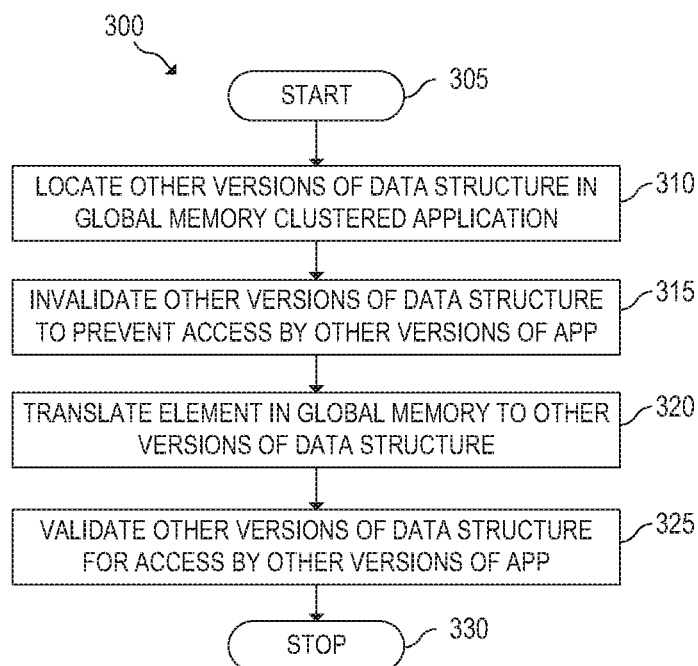 300
START
305
LOCATE OTHER VERSIONS OF DATA STRUCTURE IN
GLOBAL MEMORY CLUSTERED APPLICATION
310
INVALIDATE OTHER VERSIONS OF DATA STRUCTURE
TO PREVENT ACCESS BY OTHER VERSIONS OF APP
315
TRANSLATE ELEMENT IN GLOBAL MEMORY TO OTHER
VERSIONS OF DATA STRUCTURE
320
VALIDATE OTHER VERSIONS OF DATA STRUCTURE
FOR ACCESS BY OTHER VERSIONS OF APP
325
STOP
330